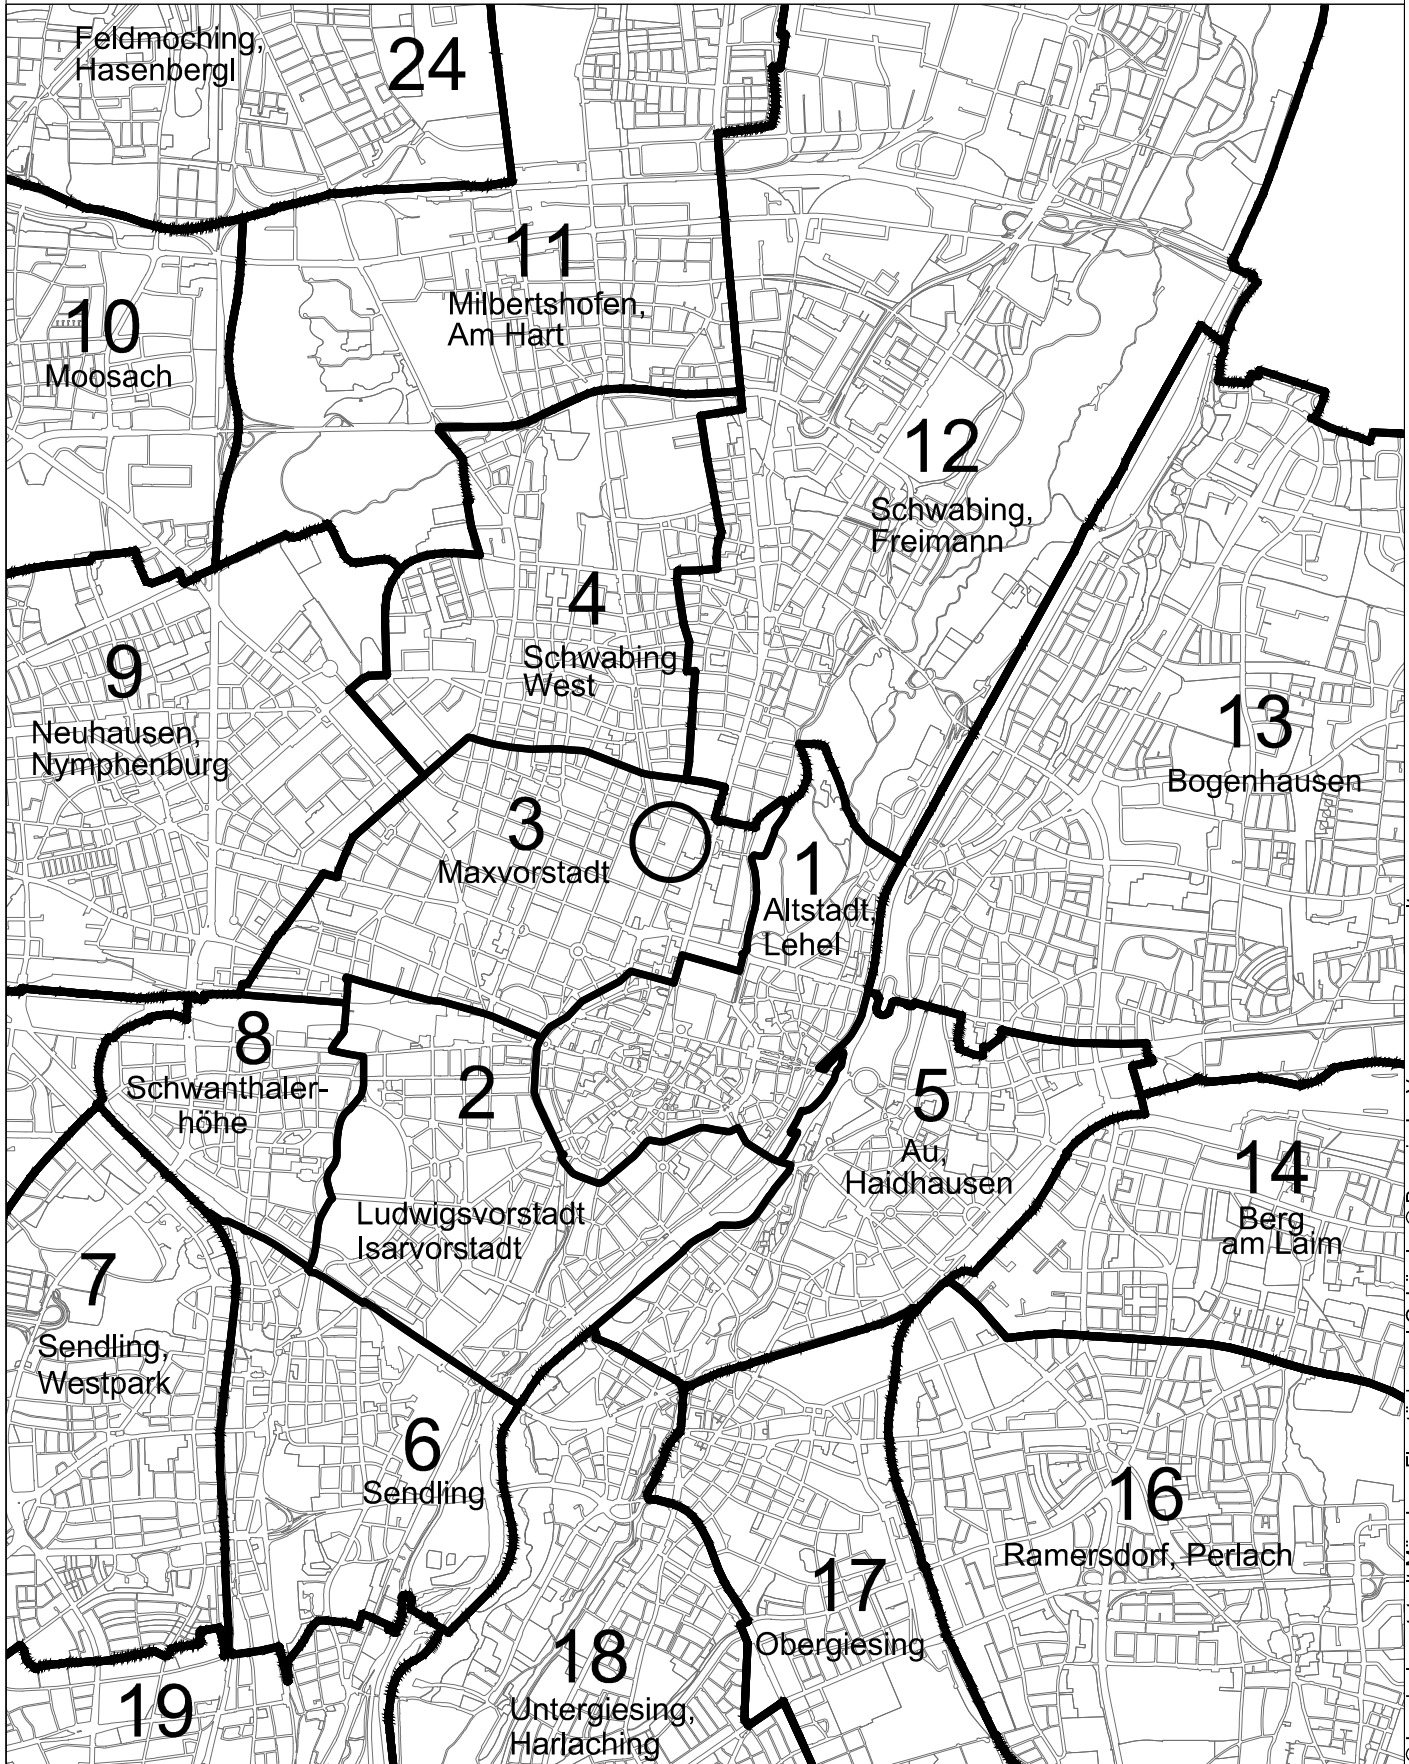 Feldmoching,
Hasenbergl
24
11
Milbertshofen,
Am Hart
10
Moosach
12
Schwabing,
Freimann
4
Schwabing
West
9
Neuhausen,
Nymphenburg
13
Bogenhausen
3
Maxvorstadt
1
Altstadt,
Lehel
8
Schwanthaler-
höhe
2
Ludwigsvorstadt
Isarvorstadt
5
Au,
Haidhausen
14
Berg
am Laim
7
Sendling,
Westpark
6
Sendling
16
Ramersdorf, Perlach
17
Obergiesing
18
Untergiesing,
Harlaching
19